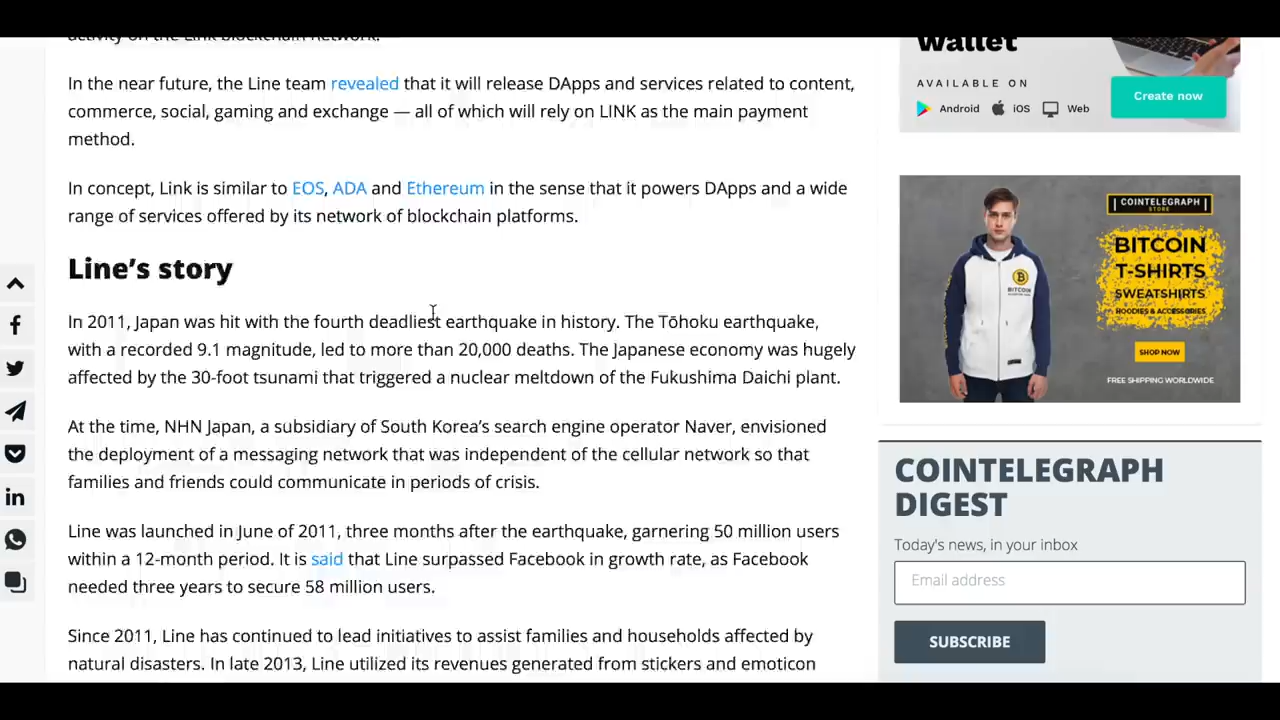 activity on the Link blockchain network.
In the near future, the Line team revealed that it will release DApps and services related to content,
commerce, social, gaming and exchange — all of which will rely on LINK as the main payment
method.
In concept, Link is similar to EOS, ADA and Ethereum in the sense that it powers DApps and a wide
range of services offered by its network of blockchain platforms.
Line’s story
In 2011, Japan was hit with the fourth deadliest earthquake in history. The Tōhoku earthquake,
with a recorded 9.1 magnitude, led to more than 20,000 deaths. The Japanese economy was hugely
affected by the 30-foot tsunami that triggered a nuclear meltdown of the Fukushima Daichi plant.
At the time, NHN Japan, a subsidiary of South Korea’s search engine operator Naver, envisioned
the deployment of a messaging network that was independent of the cellular network so that
families and friends could communicate in periods of crisis.
Line was launched in June of 2011, three months after the earthquake, garnering 50 million users
within a 12-month period. It is said that Line surpassed Facebook in growth rate, as Facebook
needed three years to secure 58 million users.
Since 2011, Line has continued to lead initiatives to assist families and households affected by
natural disasters. In late 2013, Line utilized its revenues generated from stickers and emoticon
Wallet
AVAILABLE ON
Android iOS Web
Create now
COINTELEGRAPH
STORE
BITCOIN
T-SHIRTS
SWEATSHIRTS
HOODIES & ACCESSORIES
SHOP NOW
FREE SHIPPING WORLDWIDE
BITCOIN
COINTELEGRAPH
DIGEST
Today's news, in your inbox
Email address
SUBSCRIBE